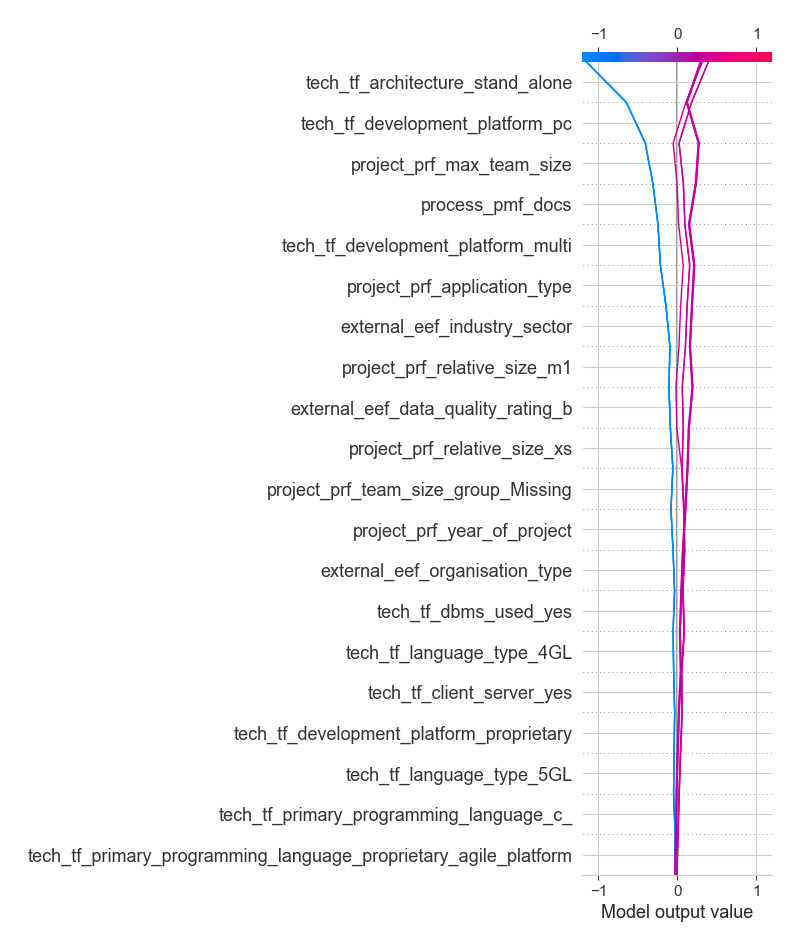 −1 0 1
tech_tf_architecture_stand_alone
tech_tf_development_platform_pc
project_prf_max_team_size
process_pmf_docs
tech_tf_development_platform_multi
project_prf_application_type
external_eef_industry_sector
project_prf_relative_size_m1
external_eef_data_quality_rating_b
project_prf_relative_size_xs
project_prf_team_size_group_Missing
project_prf_year_of_project
external_eef_organisation_type
tech_tf_dbms_used_yes
tech_tf_language_type_4GL
tech_tf_client_server_yes
tech_tf_development_platform_proprietary
tech_tf_language_type_5GL
tech_tf_primary_programming_language_c_
tech_tf_primary_programming_language_proprietary_agile_platform
−1 0 1
Model output value